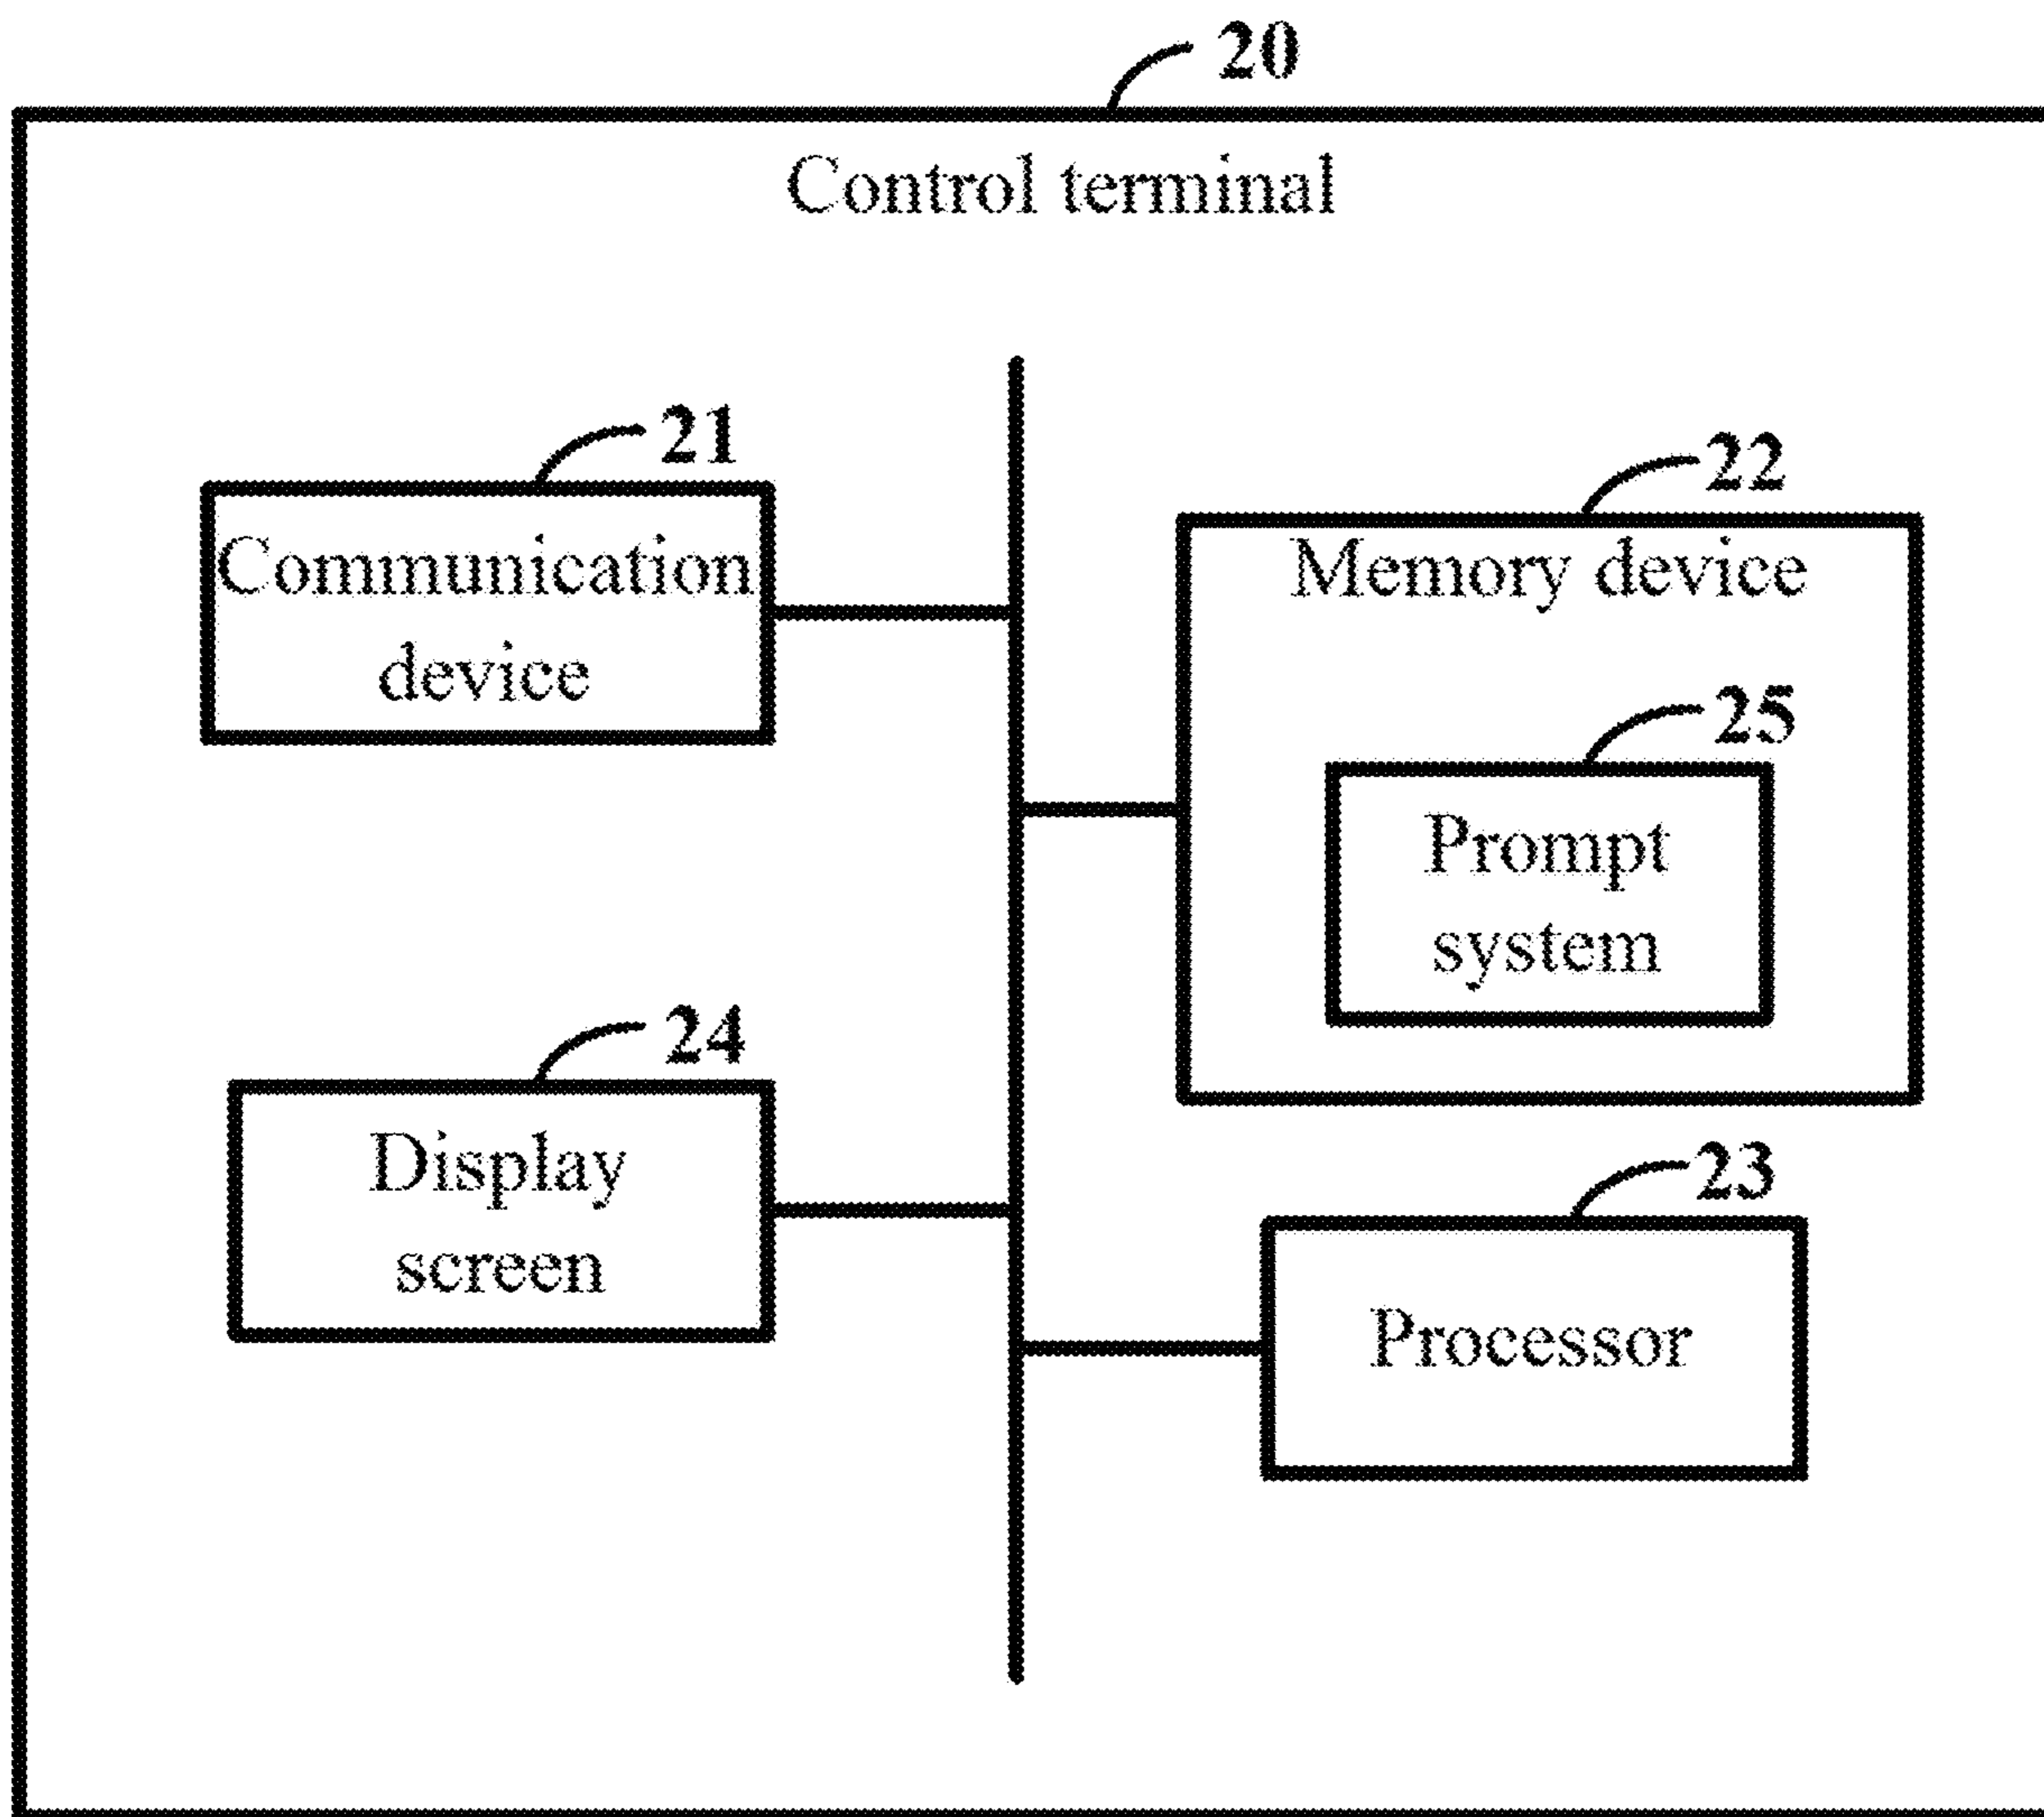 20
Control terminal
21
Communication
device
22
Memory device
25
Prompt
system
24
Display
screen
23
Processor